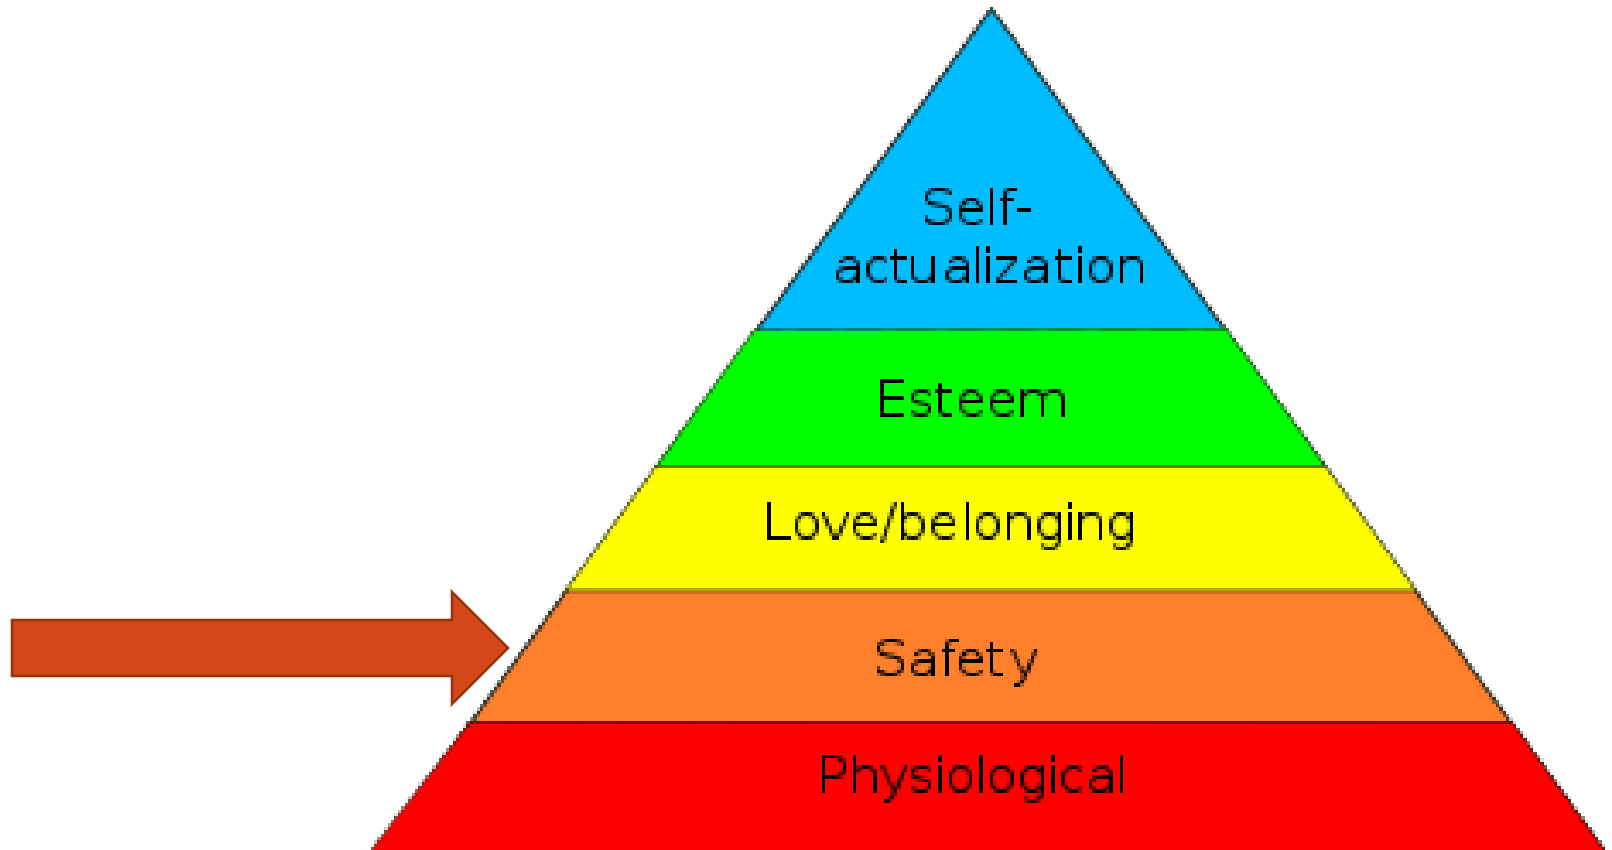 Self-
actualization
Esteem
Love/belonging
Safety
Physiological